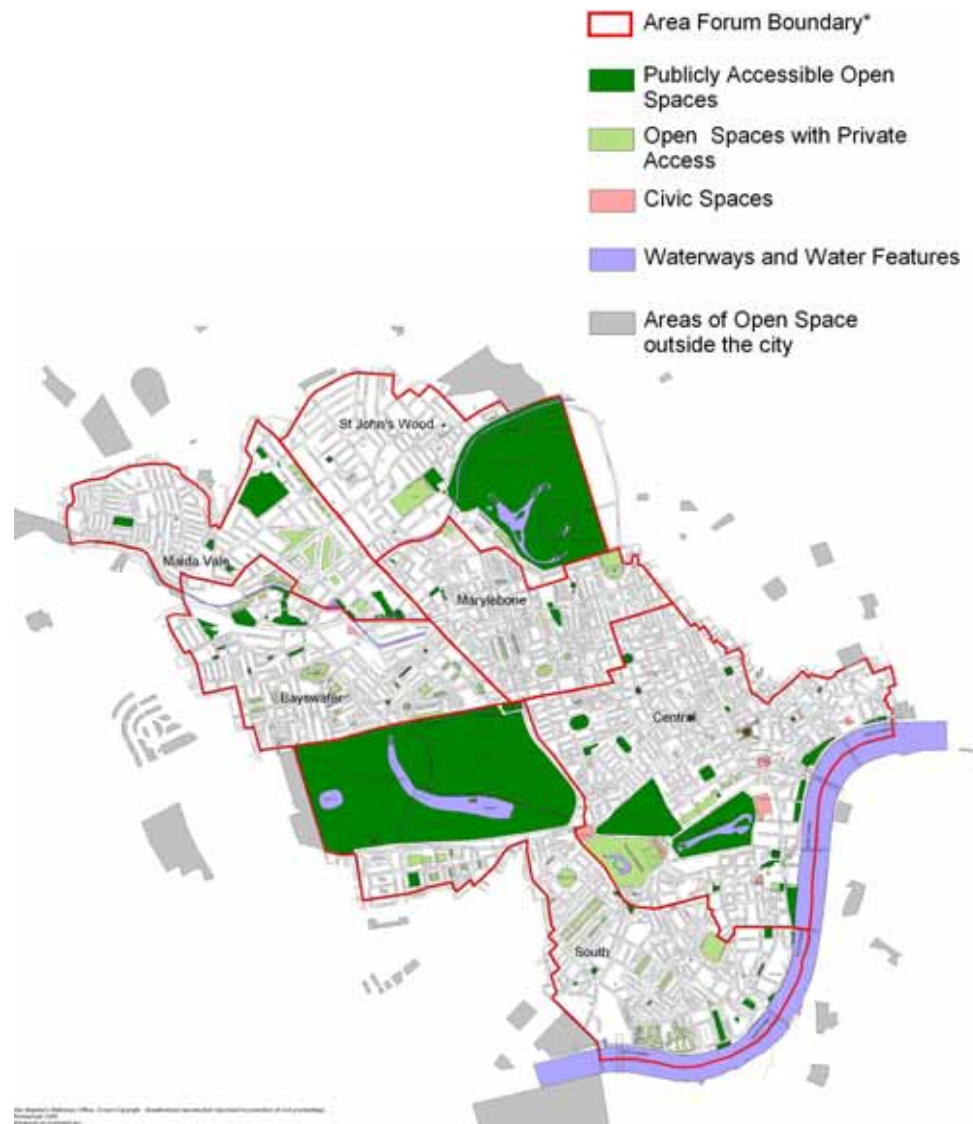 Area Forum Boundary*
Publicly Accessible Open
Spaces
Open Spaces with Private
Access
Civic Spaces
Waterways and Water Features
Areas of Open Space
outside the city
St John's Wood
Maida Vale
Marylebone
Bayswater
Central
South